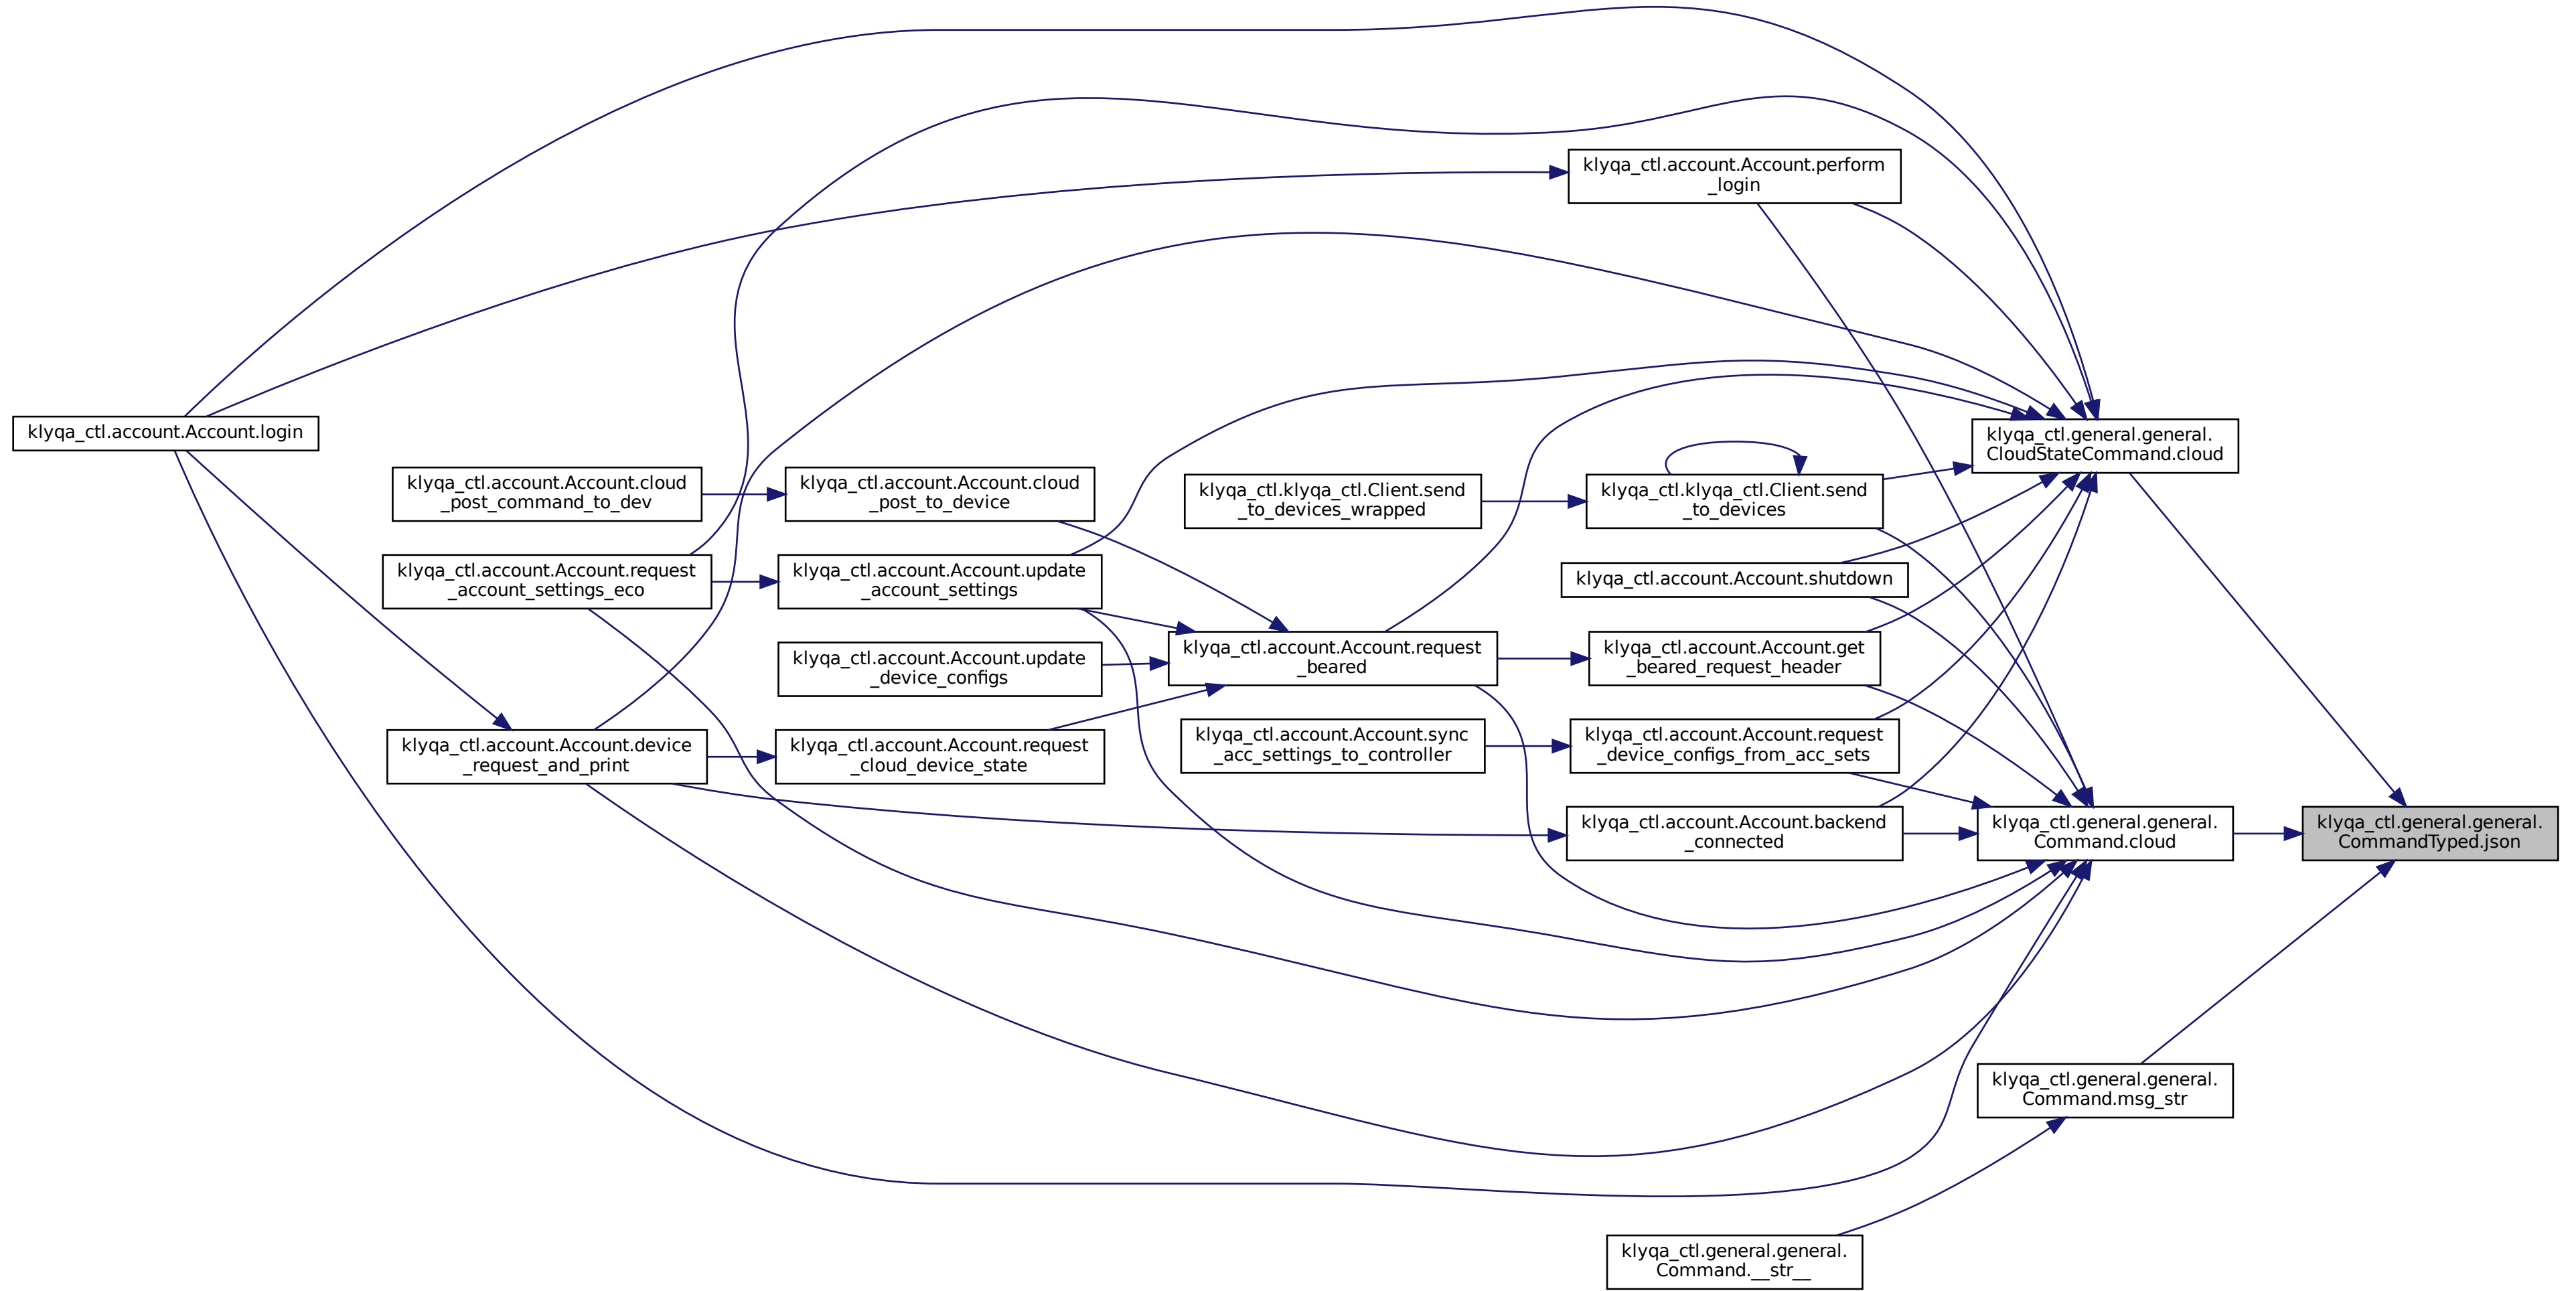 klyqa_ctl.account.Account.perform
_login
klyqa_ctl.account.Account.login
klyqa_ctl.general.general.
CloudStateCommand.cloud
klyqa_ctl.account.Account.cloud
_post_command_to_dev
klyqa_ctl.account.Account.cloud
_post_to_device
klyqa_ctl.klyqa_ctl.Client.send
_to_devices_wrapped
klyqa_ctl.klyqa_ctl.Client.send
_to_devices
klyqa_ctl.account.Account.request
_account_settings_eco
klyqa_ctl.account.Account.update
_account_settings
klyqa_ctl.account.Account.shutdown
klyqa_ctl.account.Account.update
_device_configs
klyqa_ctl.account.Account.request
_beared
klyqa_ctl.account.Account.get
_beared_request_header
klyqa_ctl.account.Account.device
_request_and_print
klyqa_ctl.account.Account.request
_cloud_device_state
klyqa_ctl.account.Account.sync
_acc_settings_to_controller
klyqa_ctl.account.Account.request
_device_configs_from_acc_sets
klyqa_ctl.account.Account.backend
_connected
klyqa_ctl.general.general.
Command.cloud
klyqa_ctl.general.general.
CommandTyped.json
klyqa_ctl.general.general.
Command.msg_str
klyqa_ctl.general.general.
Command.__str__